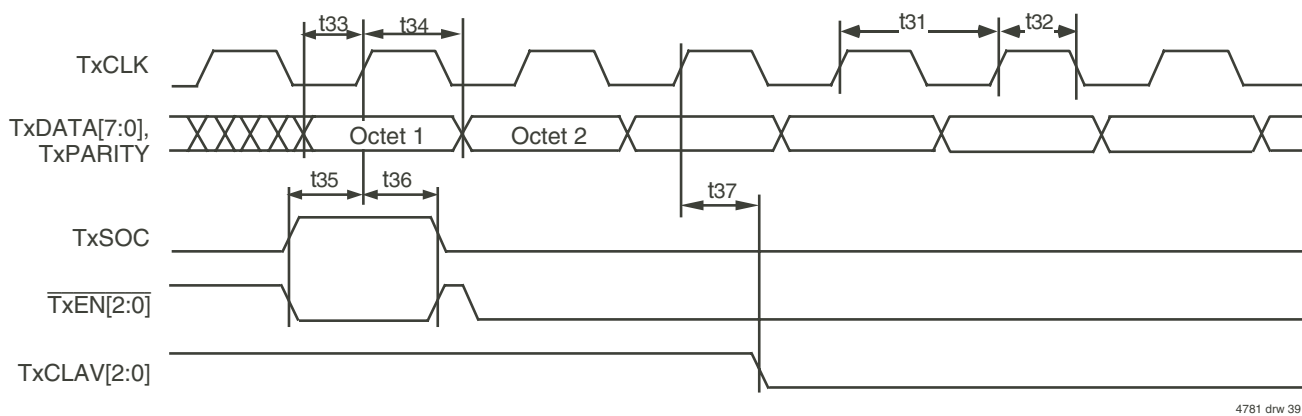 t33
t34
t31
t32
TxCLK
TxDATA[7:0],
TxPARITY
Octet 1
Octet 2
t35
t36
t37
TxSOC
TxEN[2:0]
TxCLAV[2:0]
4781 drw 39